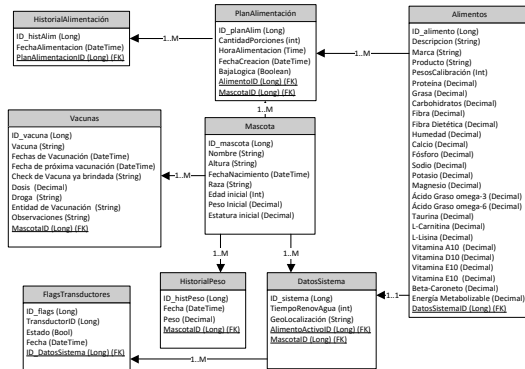 HistorialAlimentación
ID_histAlim (Long)
FechaAlimentacion (DateTime)
PlanAlimentacionID (Long) (FK)
1..M
PlanAlimentación
ID_planAlim (Long)
CantidadPorciones (int)
HoraAlimentacion (Time)
FechaCreacion (DateTime)
BajaLogica (Boolean)
AlimentoID (Long) (FK)
MascotaID (Long) (FK)
1..M
1..M
Alimentos
ID_alimento (Long)
Descripcion (String)
Marca (String)
Producto (String)
PesosCalibración (Int)
Proteína (Decimal)
Grasa (Decimal)
Carbohidratos (Decimal)
Fibra (Decimal)
Fibra Dietética (Decimal)
Humedad (Decimal)
Calcio (Decimal)
Fósforo (Decimal)
Sodio (Decimal)
Potasio (Decimal)
Magnesio (Decimal)
Ácido Graso omega-3 (Decimal)
Ácido Graso omega-6 (Decimal)
Taurina (Decimal)
L-Carnitina (Decimal)
L-Lisina (Decimal)
Vitamina A10 (Decimal)
Vitamina D10 (Decimal)
Vitamina E10 (Decimal)
Vitamina E10 (Decimal)
Beta-Caroneto (Decimal)
Energía Metabolizable (Decimal)
DatosSistemaID (Long) (FK)
Vacunas
ID_vacuna (Long)
Vacuna (String)
Fechas de Vacunación (DateTime)
Fecha de próxima vacunación (DateTime)
Check de Vacuna ya brindada (String)
Dosis (Decimal)
Droga (String)
Entidad de Vacunación (String)
Observaciones (String)
MascotaID (Long) (FK)
1..M
Mascota
ID_mascota (Long)
Nombre (String)
Altura (String)
FechaNacimiento (DateTime)
Raza (String)
Edad inicial (Int)
Peso Inicial (Decimal)
Estatura inicial (Decimal)
1..M
1..M
HistorialPeso
ID_histPeso (Long)
Fecha (DateTime)
Peso (Decimal)
MascotaID (Long) (FK)
DatosSistema
ID_sistema (Long)
TiempoRenovAgua (int)
GeoLocalización (String)
AlimentoActivoID (Long) (FK)
MascotaID (Long) (FK)
1..1
FlagsTransductores
ID_flags (Long)
TransductorID (Long)
Estado (Bool)
Fecha (DateTime)
ID_DatosSistema (Long) (FK)
1..M